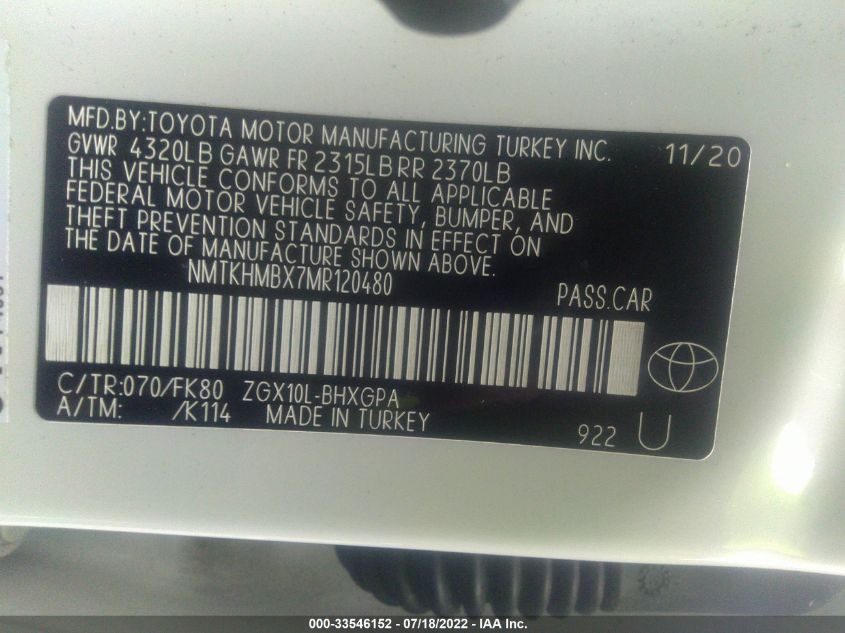 MFD.BY:TOYOTA MOTOR MANUFACTURING TURKEY INC. 11/20
GVWR 4320LB GAWR FR 2315LB RR 2370LB
THIS VEHICLE CONFORMS TO ALL APPLICABLE
FEDERAL MOTOR VEHICLE SAFETY, BUMPER, AND
THEFT PREVENTION STANDARDS IN EFFECT ON
THE DATE OF MANUFACTURE SHOWN ABOVE.
NMTKHMBX7MR120480 PASS.CAR
C/TR:070/FK80 ZGX10L-BHXGPA
A/TM: /K114 MADE IN TURKEY
922 U
000-33546152 - 07/18/2022 - IAA Inc.